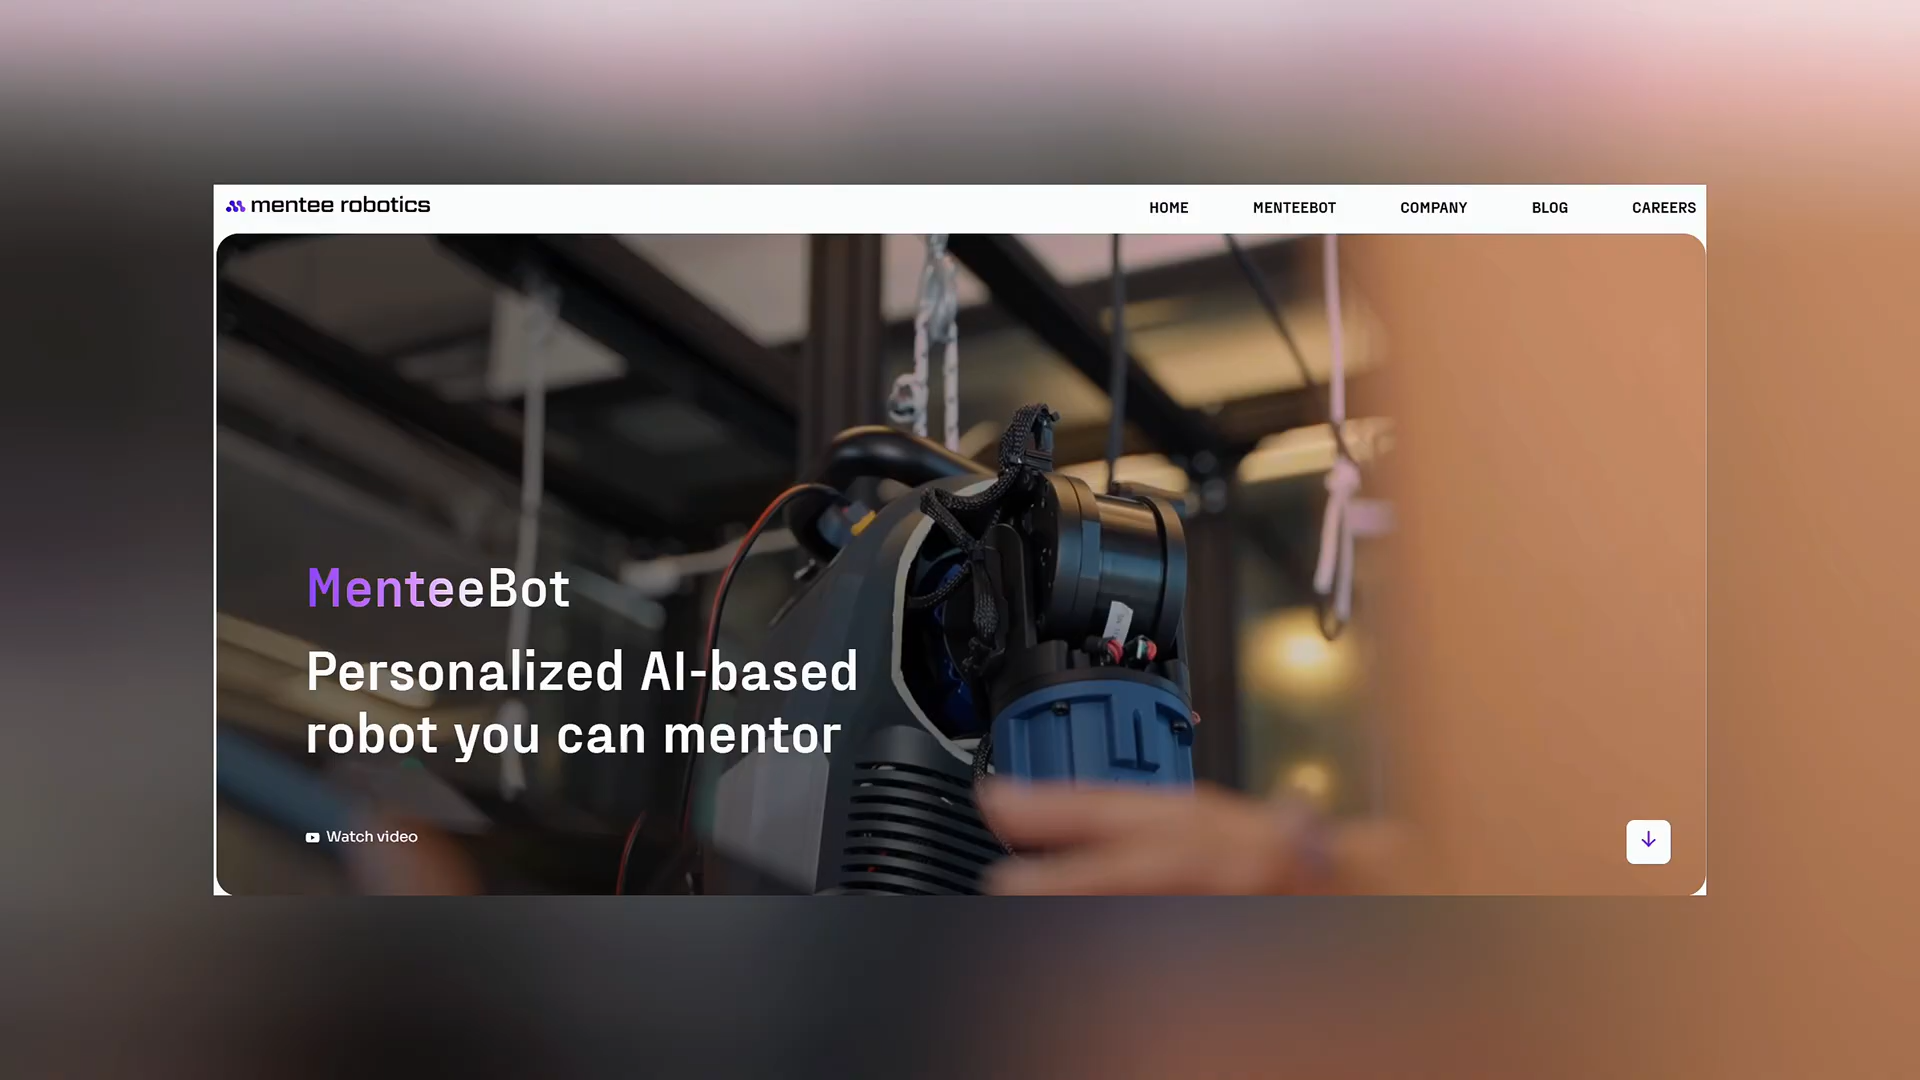 mentee robotics
HOME MENTEEBOT COMPANY BLOG CAREERS
MenteeBot
Personalized AI-based
robot you can mentor
Watch video